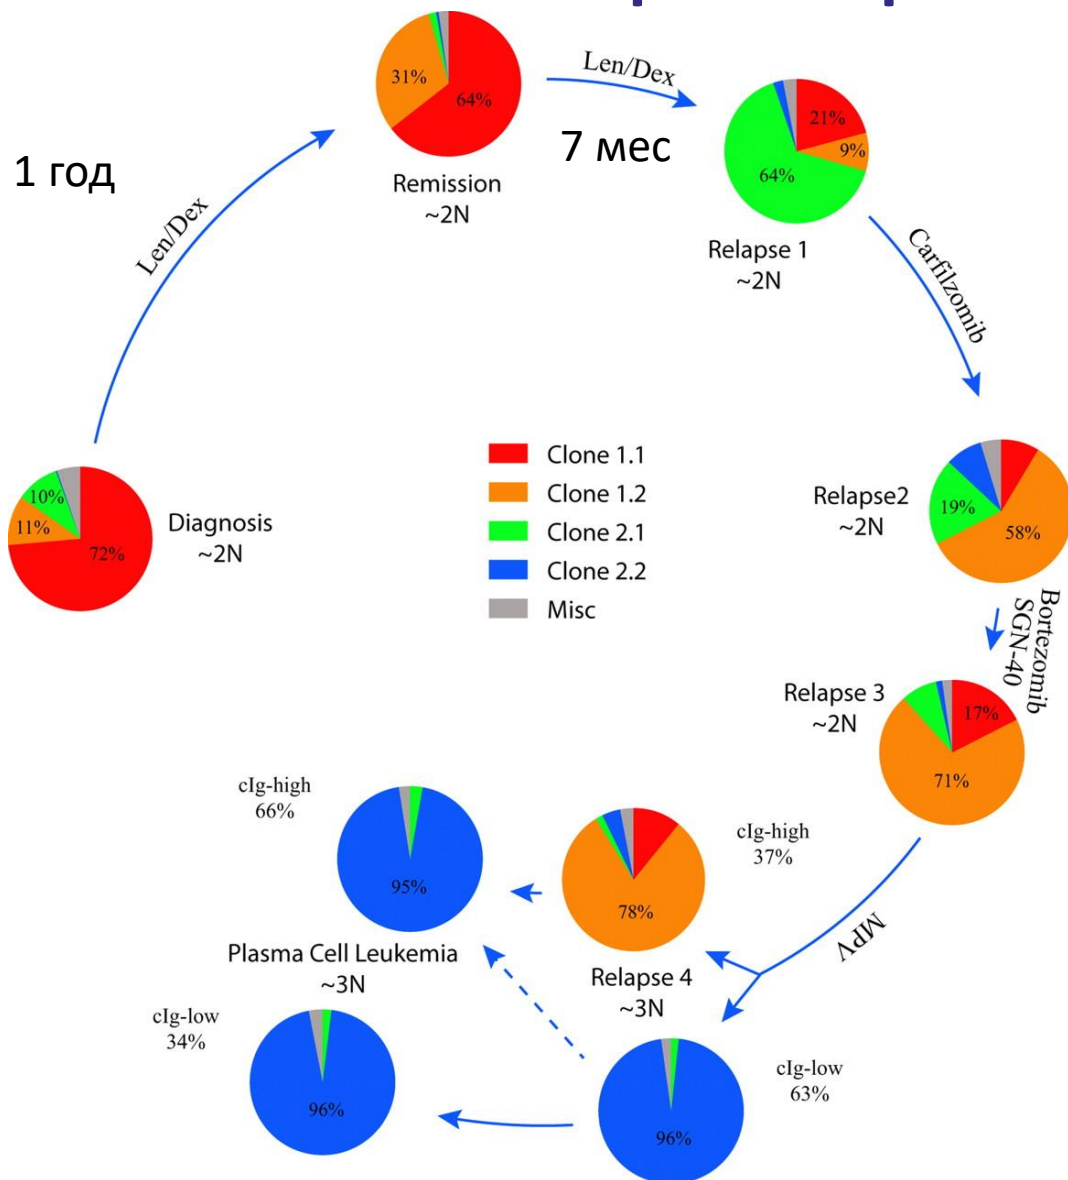 31%
64%
Len/Dex
7 мес
21%
9%
64%
1 год
Remission
~2N
Len/Dex
Relapse 1
~2N
Carfilzomib
Clone 1.1
Clone 1.2
Clone 2.1
Clone 2.2
Misc
10%
11%
72%
Diagnosis
~2N
Relapse2
~2N
19%
58%
Bortezomib
SGN-40
Relapse 3
~2N
17%
71%
cIg-high
66%
95%
cIg-high
37%
78%
MPV
Plasma Cell Leukemia
~3N
Relapse 4
~3N
cIg-low
34%
96%
cIg-low
63%
96%